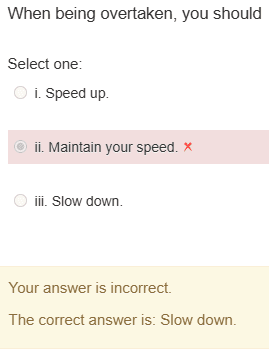 When being overtaken, you should
Select one:
i. Speed up.
ii. Maintain your speed.
iii. Slow down.
Your answer is incorrect.
The correct answer is: Slow down.